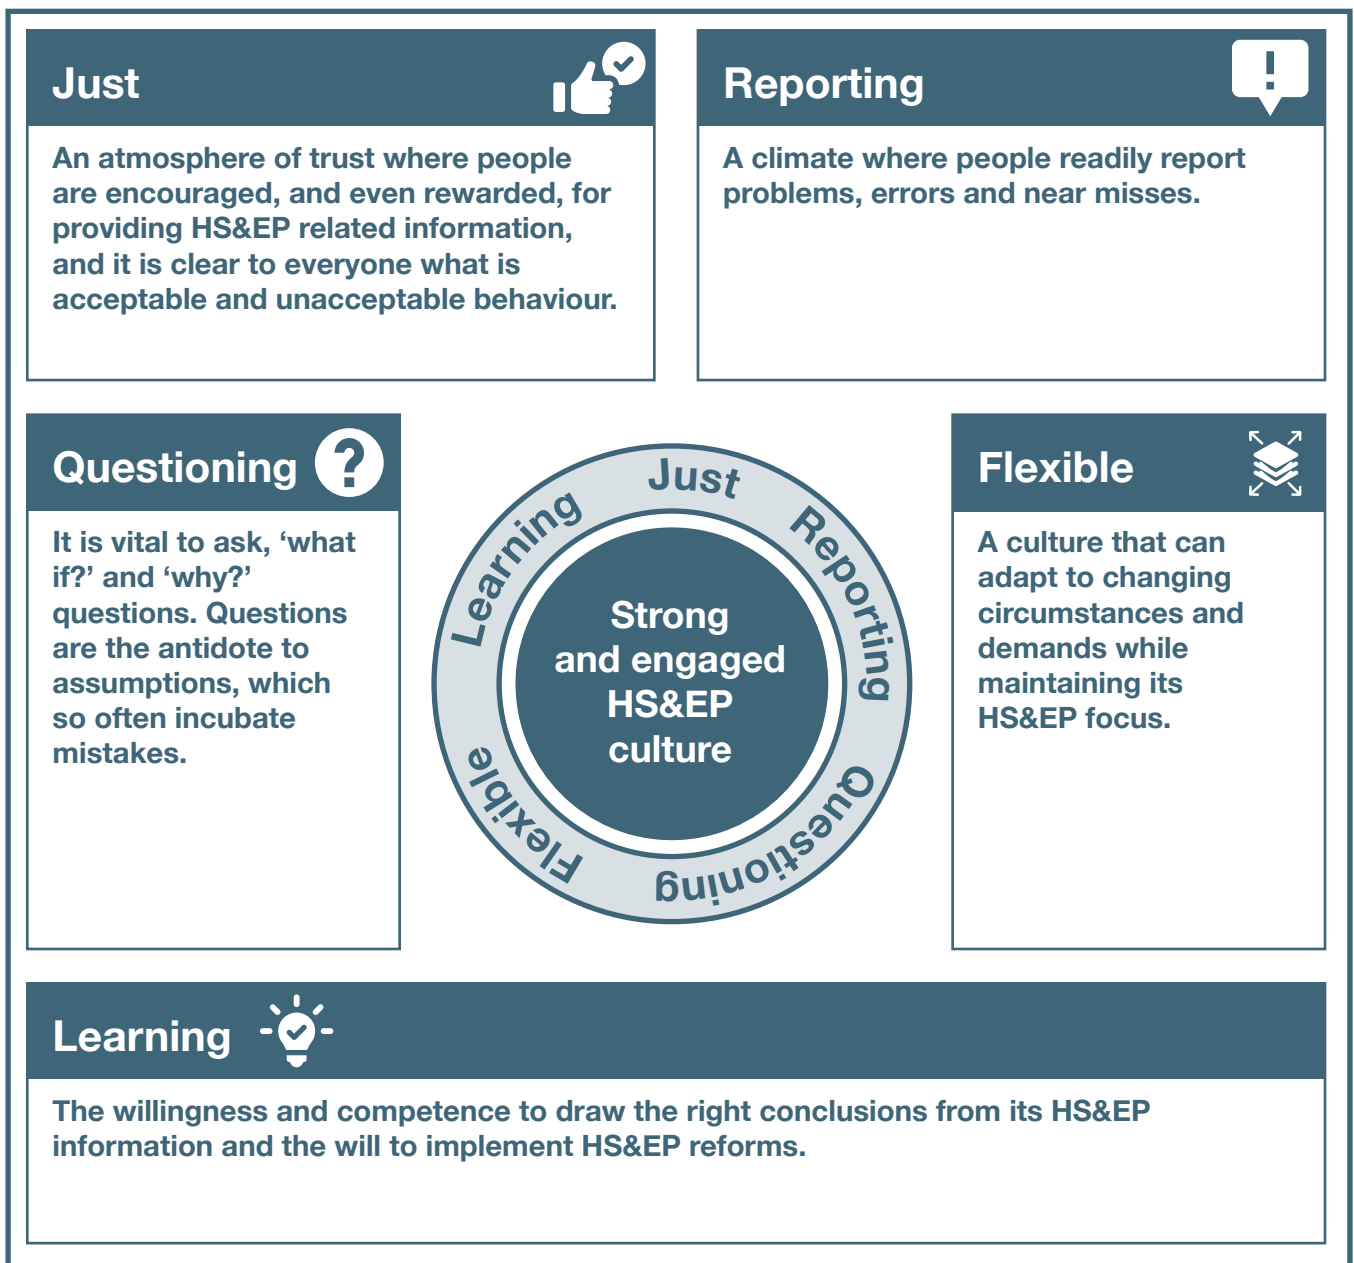 Just
An atmosphere of trust where people
are encouraged, and even rewarded, for
providing HS&EP related information,
and it is clear to everyone what is
acceptable and unacceptable behaviour.
Reporting
A climate where people readily report
problems, errors and near misses.
Questioning
It is vital to ask, ‘what
if?’ and ‘why?’
questions. Questions
are the antidote to
assumptions, which
so often incubate
mistakes.
Just
Reporting
Questioning
Flexible
Learning
Strong
and engaged
HS&EP
culture
Flexible
A culture that can
adapt to changing
circumstances and
demands while
maintaining its
HS&EP focus.
Learning
The willingness and competence to draw the right conclusions from its HS&EP
information and the will to implement HS&EP reforms.